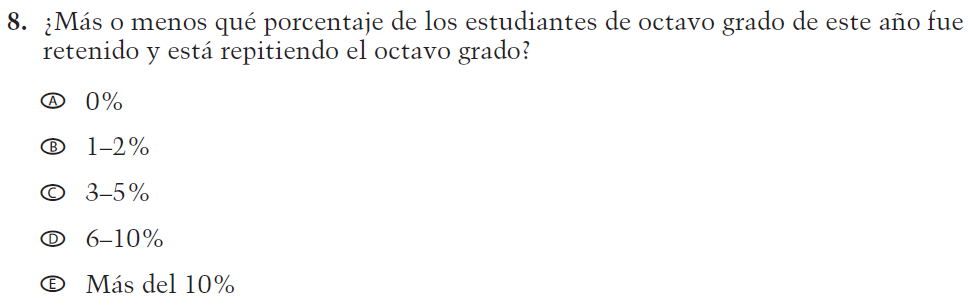 8. ¿Más o menos qué porcentaje de los estudiantes de octavo grado de este año fue
retenido y está repitiendo el octavo grado?
A 0%
B 1–2%
C 3–5%
D 6–10%
E Más del 10%